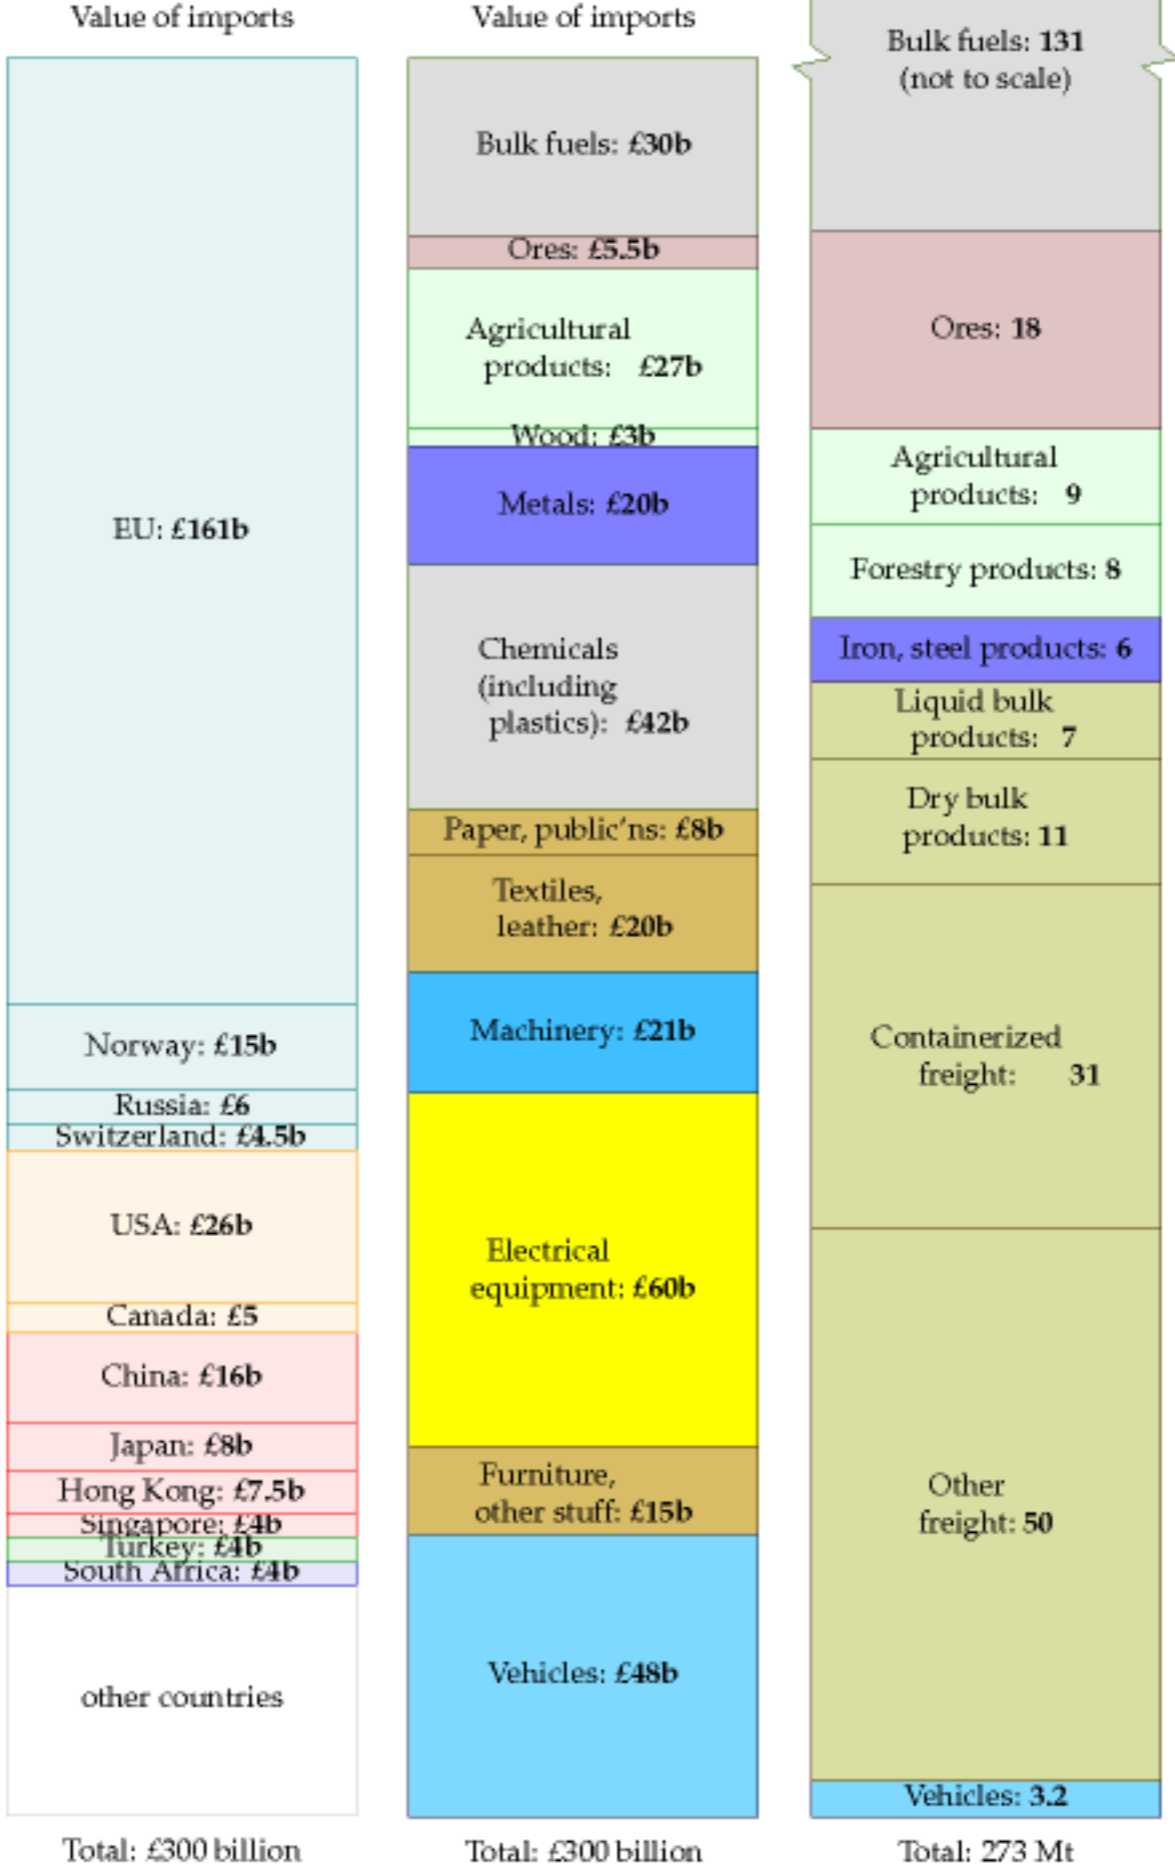 Value of imports
EU: £161b
Norway: £15b
Russia: £6
Switzerland: £4.5b
USA: £26b
Canada: £5
China: £16b
Japan: £8b
Hong Kong: £7.5b
Singapore: £4b
Turkey: £4b
South Africa: £4b
other countries
Total: £300 billion
Value of imports
Bulk fuels: £30b
Ores: £5.5b
Agricultural
products: £27b
Wood: £3b
Metals: £20b
Chemicals
(including
plastics): £42b
Paper, public'ns: £8b
Textiles,
leather: £20b
Machinery: £21b
Electrical
equipment: £60b
Furniture,
other stuff: £15b
Vehicles: £48b
Total: £300 billion
Bulk fuels: 131
(not to scale)
Ores: 18
Agricultural
products: 9
Forestry products: 8
Iron, steel products: 6
Liquid bulk
products: 7
Dry bulk
products: 11
Containerized
freight: 31
Other
freight: 50
Vehicles: 3.2
Total: 273 Mt